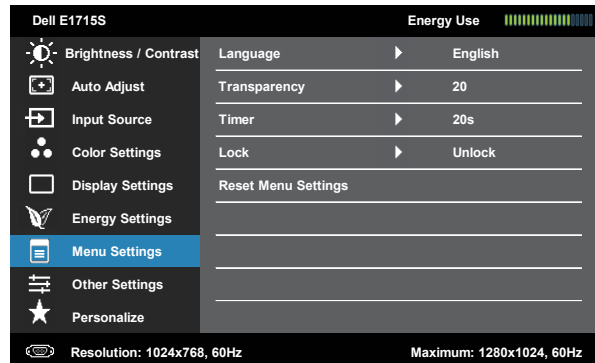 Dell E1715S Energy Use
Brightness / Contrast Language English
Auto Adjust Transparency 20
Input Source Timer 20s
Color Settings Lock Unlock
Display Settings Reset Menu Settings
Energy Settings
Menu Settings
Other Settings
Personalize
Resolution: 1024x768, 60Hz Maximum: 1280x1024, 60Hz